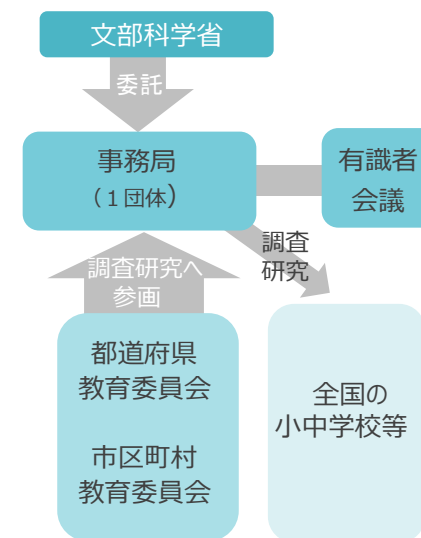 文部科学省
委託
事務局
（１団体）
有識者
会議
調査
研究
調査研究へ
参画
都道府県
教育委員会
市区町村
教育委員会
全国の
小中学校等